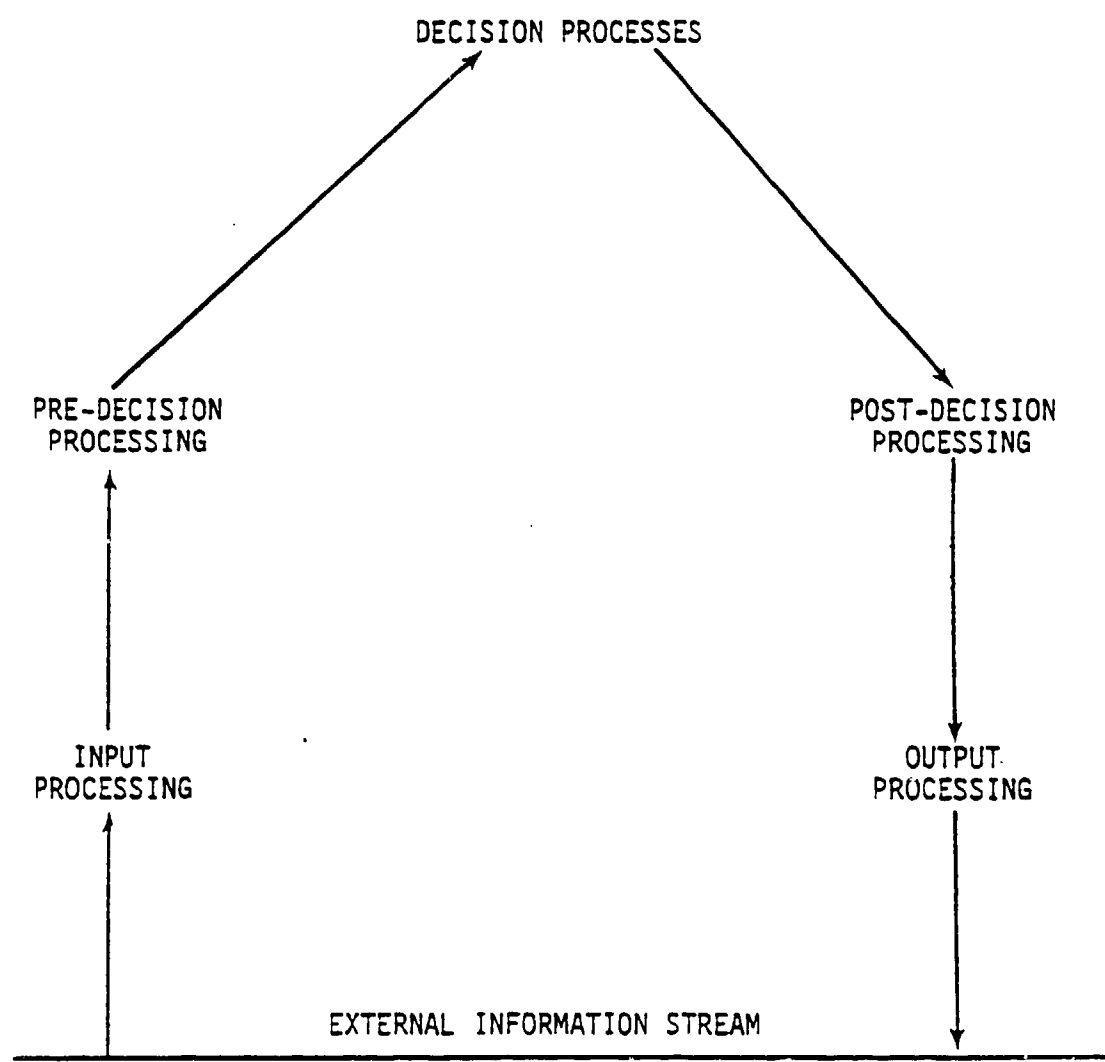 DECISION PROCESSES
PRE-DECISION
PROCESSING
POST-DECISION
PROCESSING
INPUT
PROCESSING
OUTPUT
PROCESSING
EXTERNAL INFORMATION STREAM